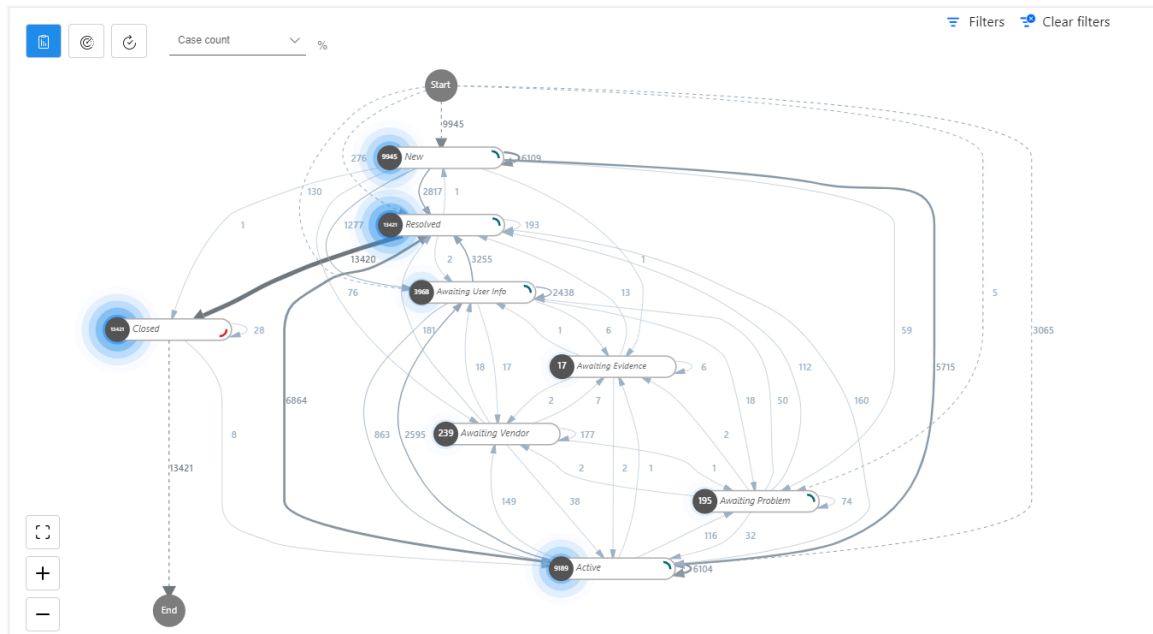 Filters Clear filters
Case count %
Start
9945
9945 New 6109
276
130 2817 1
13421 Resolved 193
1 1277
13420 2 3255 1
3968 Awaiting User Info 2438
76 13 5
13421 Closed 28
181 1 6 59 3065
17 Awaiting Evidence 6
18 17 112 5715
6864 2 7 18 50 160
8 863 2595 239 Awaiting Vendor 177 2
13421 2 2 1 1
149 38 195 Awaiting Problem 74
116 32
9189 Active 6104
End